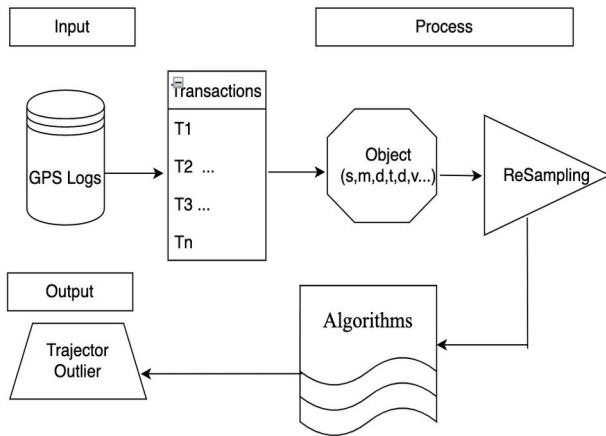 Input
Process
GPS Logs
Transactions
T1
T2 ...
T3 ...
Tn
Object
(s,m,d,t,d,v...)
ReSampling
Output
Trajector
Outlier
Algorithms